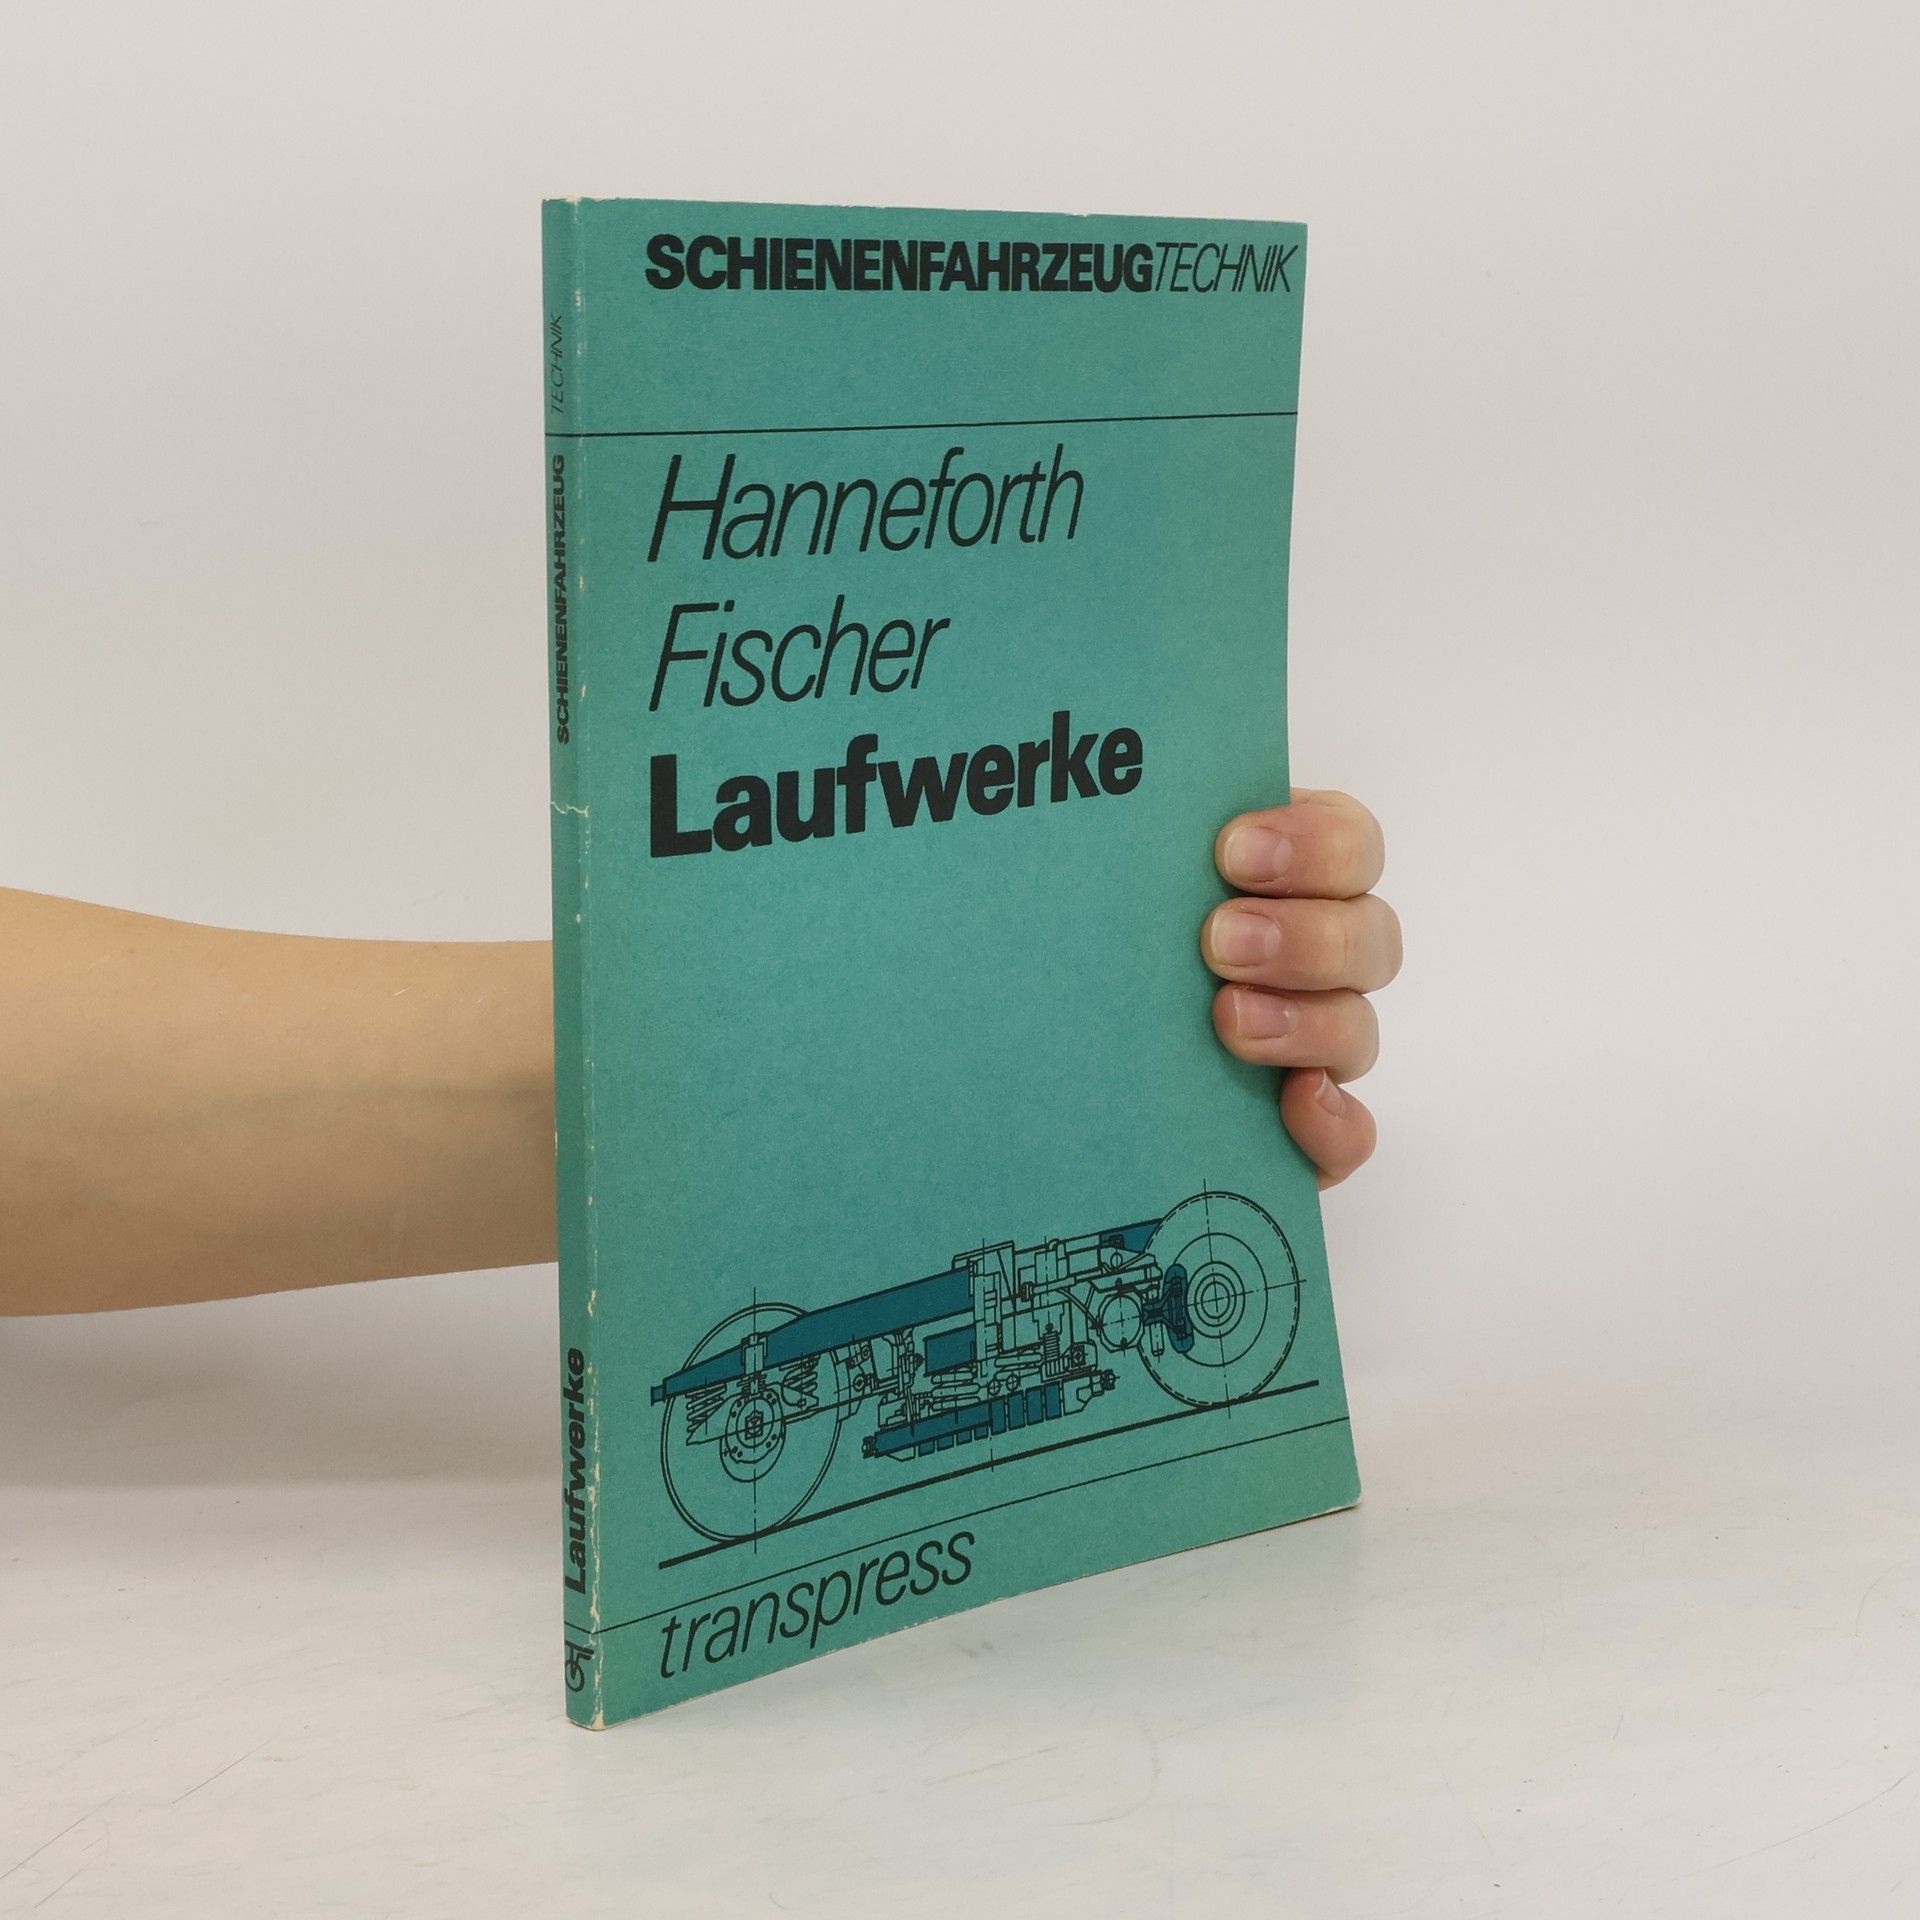 SCHIENENFAHRZEUGTECHNIK
Hanneforth
Fischer
Laufwerke
transpress
Laufwerke SCHIENENFAHRZEUG TECHNIK